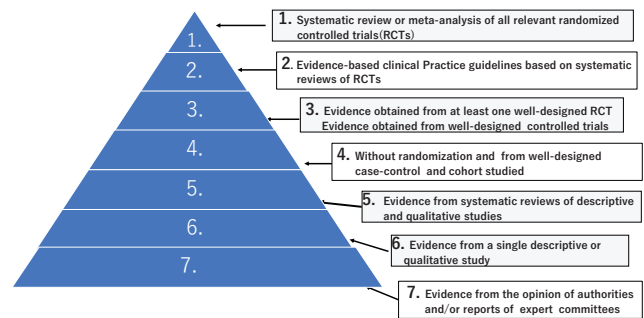 1. Systematic review or meta-analysis of all relevant randomized
controlled trials(RCTs)
2. Evidence-based clinical Practice guidelines based on systematic
reviews of RCTs
3. Evidence obtained from at least one well-designed RCT
Evidence obtained from well-designed controlled trials
4. Without randomization and from well-designed
case-control and cohort studied
5. Evidence from systematic reviews of descriptive
and qualitative studies
6. Evidence from a single descriptive or
qualitative study
7. Evidence from the opinion of authorities
and/or reports of expert committees
1.
2.
3.
4.
5.
6.
7.